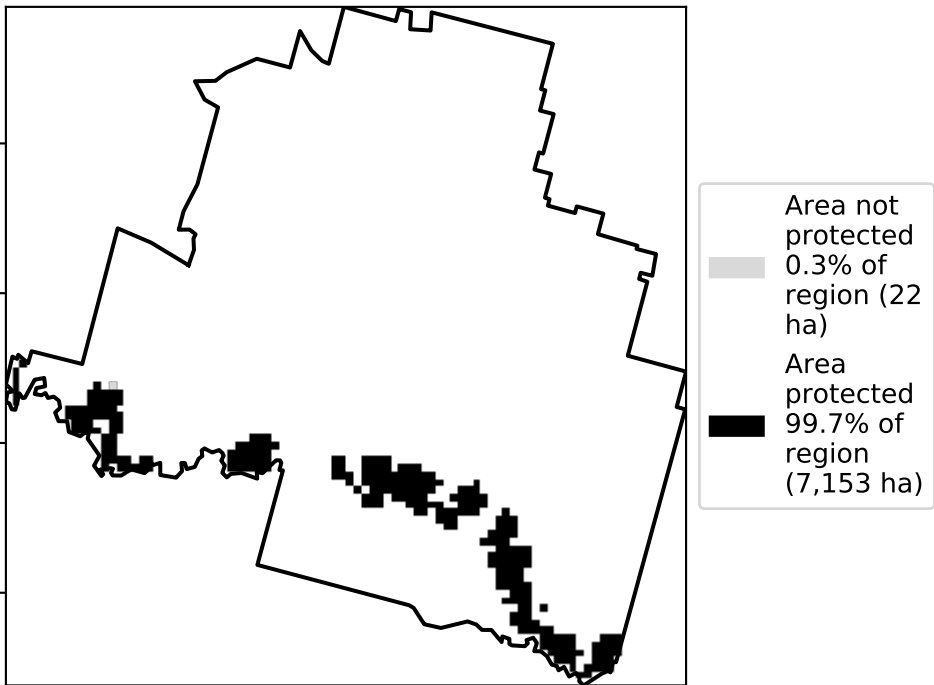 Area not
protected
0.3% of
region (22
ha)
Area
protected
99.7% of
region
(7,153 ha)